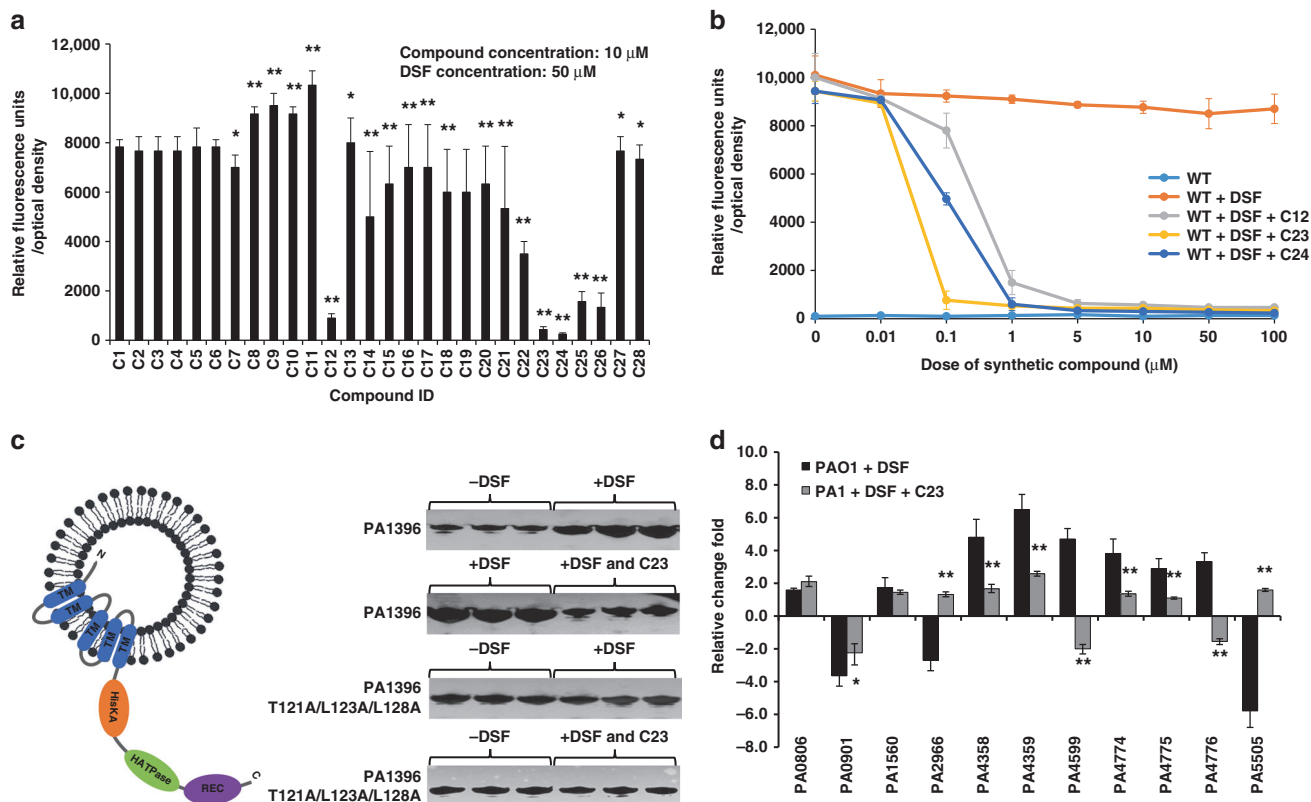 a
12,000
10,000
8000
6000
4000
2000
0
Relative fluorescence units
/optical density
Compound concentration: 10 μM
DSF concentration: 50 μM
* ** ** ** ** ** * ** ** ** ** ** ** ** ** ** ** ** ** * *
C1 C2 C3 C4 C5 C6 C7 C8 C9 C10 C11 C12 C13 C14 C15 C16 C17 C18 C19 C20 C21 C22 C23 C24 C25 C26 C27 C28
Compound ID
b
12,000
10,000
8000
6000
4000
2000
0
Relative fluorescence units
/optical density
WT
WT + DSF
WT + DSF + C12
WT + DSF + C23
WT + DSF + C24
0 0.01 0.1 1 5 10 50 100
Dose of synthetic compound (μM)
c
N
TM
TM
TM
TM
TM
HisKA
HATPase
REC
C
–DSF +DSF
PA1396
+DSF +DSF and C23
PA1396
–DSF +DSF
PA1396
T121A/L123A/L128A
–DSF +DSF and C23
PA1396
T121A/L123A/L128A
d
10.0
8.0
6.0
4.0
2.0
0
–2.0
–4.0
–6.0
–8.0
Relative change fold
PAO1 + DSF
PA1 + DSF + C23
* ** ** ** ** ** ** ** **
PA0806 PA0901 PA1560 PA2966 PA4358 PA4359 PA4599 PA4774 PA4775 PA4776 PA5505